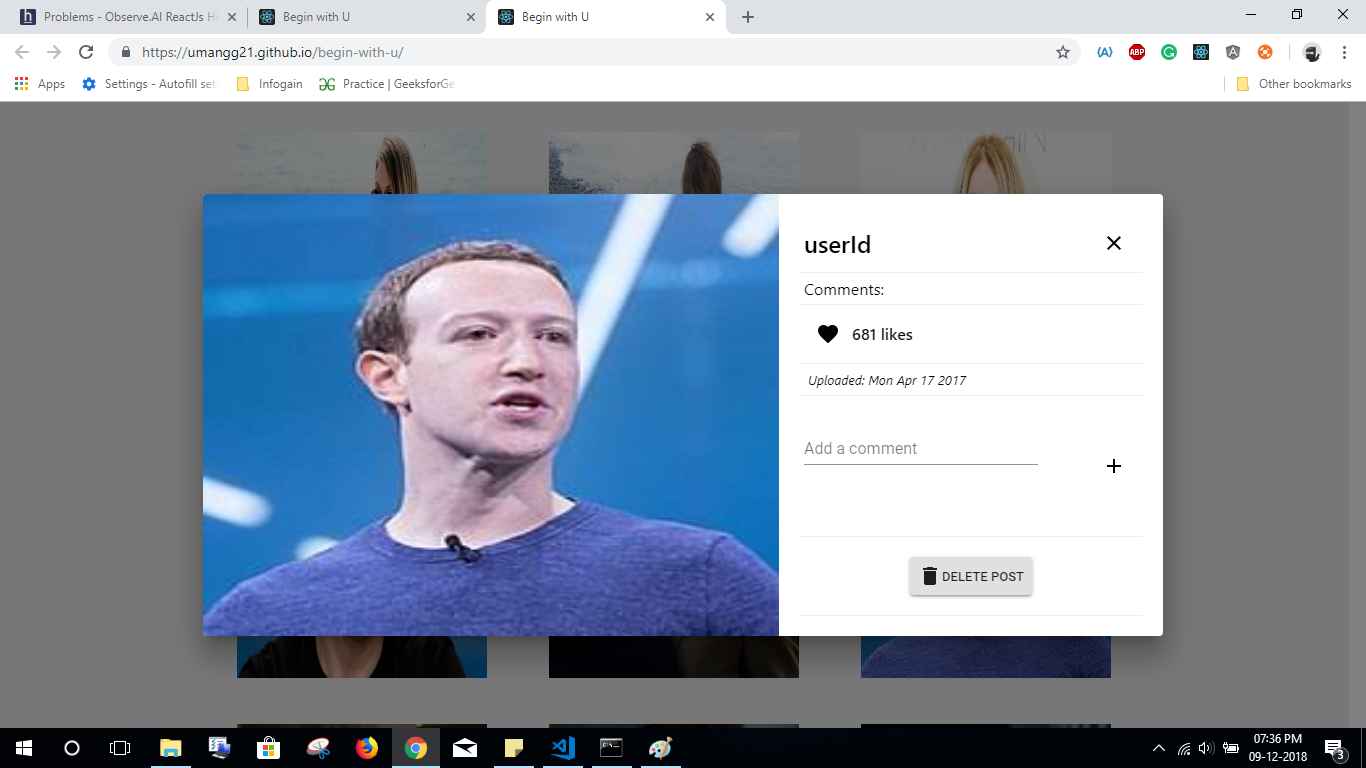 Problems - Observe.AI ReactJs Hi
Begin with U
Begin with U
https://umangg21.github.io/begin-with-u/
ABP
Apps
Settings - Autofill set
Infogain
Practice | GeeksforGe
Other bookmarks
userId
Comments:
681 likes
Uploaded: Mon Apr 17 2017
Add a comment
DELETE POST
07:36 PM
09-12-2018
3